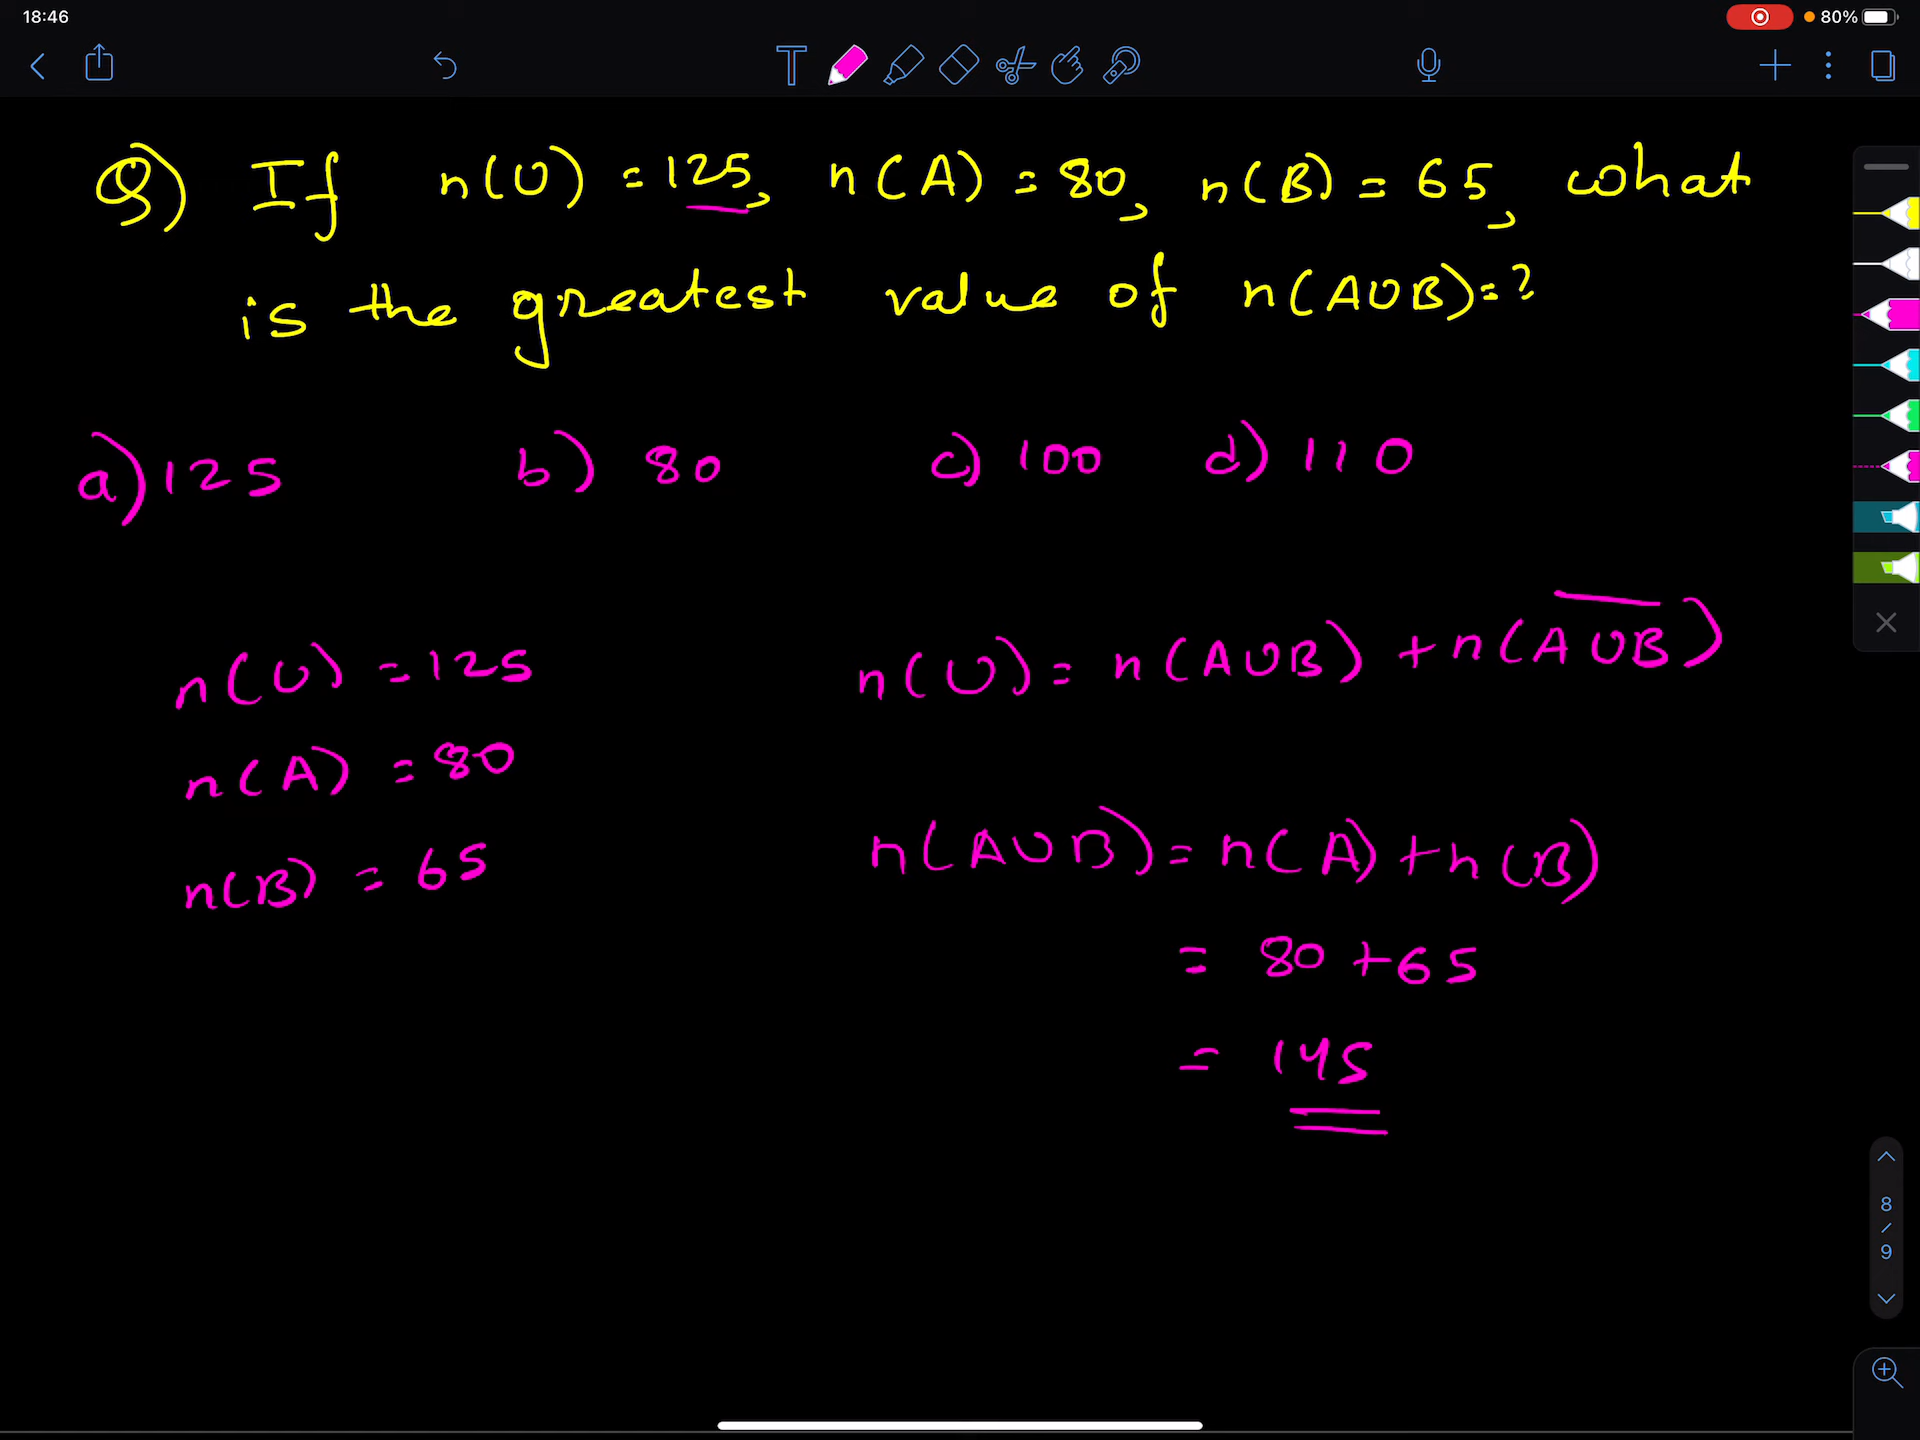 18:46
80%
Q) If n(U) = 125, n(A) = 80, n(B) = 65, what
is the greatest value of n(A∪B)=?
a) 125 b) 80 c) 100 d) 110
n(U) = 125
n(A) = 80
n(B) = 65
n(U) = n(A∪B) + n(A̅∪̅B̅)
n(A∪B) = n(A) + n(B)
= 80 + 65
= 145
8
/
9